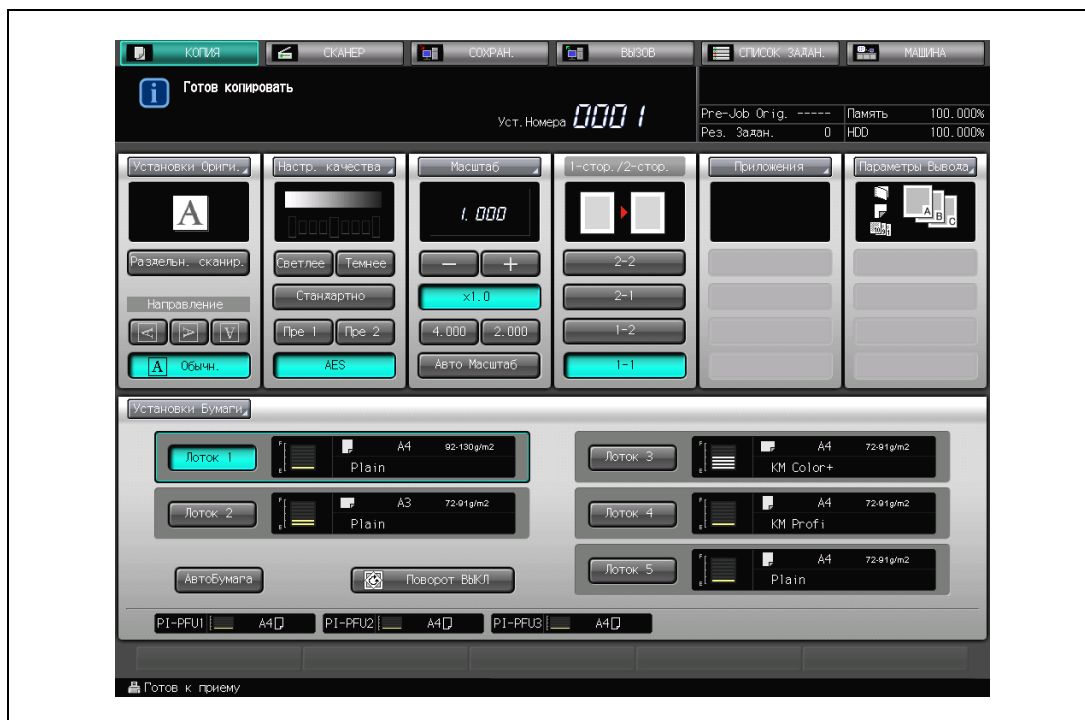 КОПИЯ СКАНЕР СОХРАН. ВЫЗОВ СПИСОК ЗАДАН. МАШИНА
Готов копировать
Уст.Номера 0001
Pre-Job Orig. ----- Память 100.000%
Рез. Задан. 0 HDD 100.000%
Установки Ориги. Настр. качества Масштаб 1-стор./2-стор. Приложения Параметры Вывода
A 1.000 A B C
Раздельн. сканир. Светлее Темнее − + 2-2
Направление Стандартно x1.0 2-1
A A A Пре 1 Пре 2 4.000 2.000 1-2
A Обычн. AES Авто Масштаб 1-1
Установки Бумаги
Лоток 1 F E A4 92-130g/m2
Plain
Лоток 3 F E A4 72-91g/m2
KM Color+
Лоток 2 F E A3 72-91g/m2
Plain
Лоток 4 F E A4 72-91g/m2
KM Profi
АвтоБумага Поворот ВЫКЛ
Лоток 5 F E A4 72-91g/m2
Plain
PI-PFU1 A4 PI-PFU2 A4 PI-PFU3 A4
Готов к приему